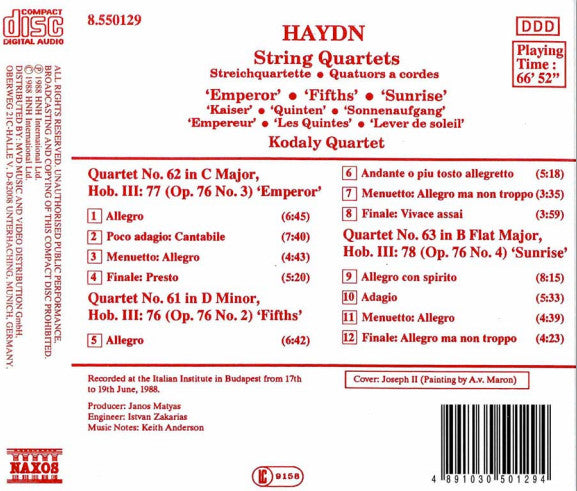 COMPACT
disc
DIGITAL AUDIO
8.550129
DDD
Playing
Time :
66' 52"
HAYDN
String Quartets
Streichquartette • Quatuors a cordes
'Emperor' • 'Fifths' • 'Sunrise'
'Kaiser' • 'Quinten' • 'Sonnenaufgang'
'Empereur' • 'Les Quintes' • 'Lever de soleil'
Kodaly Quartet
Quartet No. 62 in C Major,
Hob. III: 77 (Op. 76 No. 3) 'Emperor'
1 Allegro (6:45)
2 Poco adagio: Cantabile (7:40)
3 Menuetto: Allegro (4:43)
4 Finale: Presto (5:20)
Quartet No. 61 in D Minor,
Hob. III: 76 (Op. 76 No. 2) 'Fifths'
5 Allegro (6:42)
6 Andante o piu tosto allegretto (5:18)
7 Menuetto: Allegro ma non troppo (3:35)
8 Finale: Vivace assai (3:59)
Quartet No. 63 in B Flat Major,
Hob. III: 78 (Op. 76 No. 4) 'Sunrise'
9 Allegro con spirito (8:15)
10 Adagio (5:33)
11 Menuetto: Allegro (4:39)
12 Finale: Allegro ma non troppo (4:23)
Recorded at the Italian Institute in Budapest from 17th
to 19th June, 1988.
Producer: Janos Matyas
Engineer: Istvan Zakarias
Music Notes: Keith Anderson
Cover: Joseph II (Painting by A.v. Maron)
ALL RIGHTS RESERVED. UNAUTHORISED PUBLIC PERFORMANCE,
BROADCASTING AND COPYING OF THIS COMPACT DISC PROHIBITED.
Ⓟ 1988 HNH International Ltd.
© 1988 HNH International Ltd.
DISTRIBUTED BY: MVD MUSIC AND VIDEO DISTRIBUTION GmbH,
OBERWEG 21C-HALLE V, D-82008 UNTERHACHING, MUNICH, GERMANY.
NAXOS
LC 9158
4 891030 501294